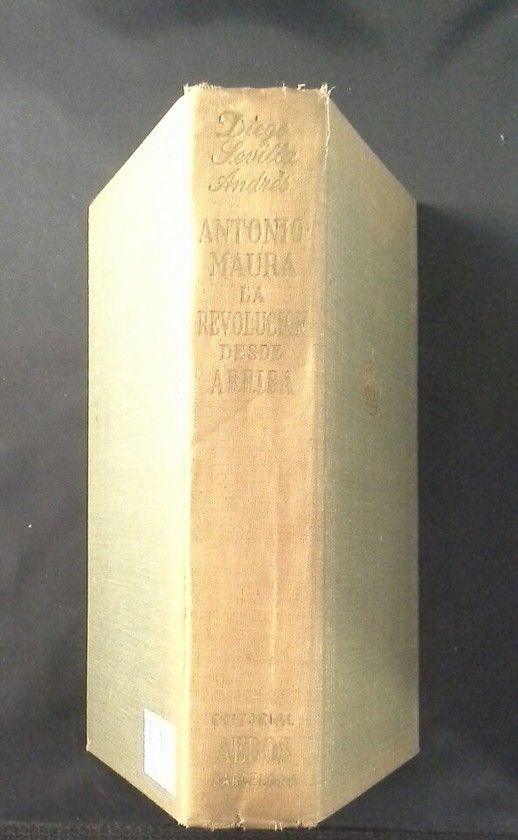 Diego
Sevilla
Andrés
ANTONIO
MAURA
LA
REVOLUCION
DESDE
ARRIBA
EDITORIAL
AEDOS
BARCELONA